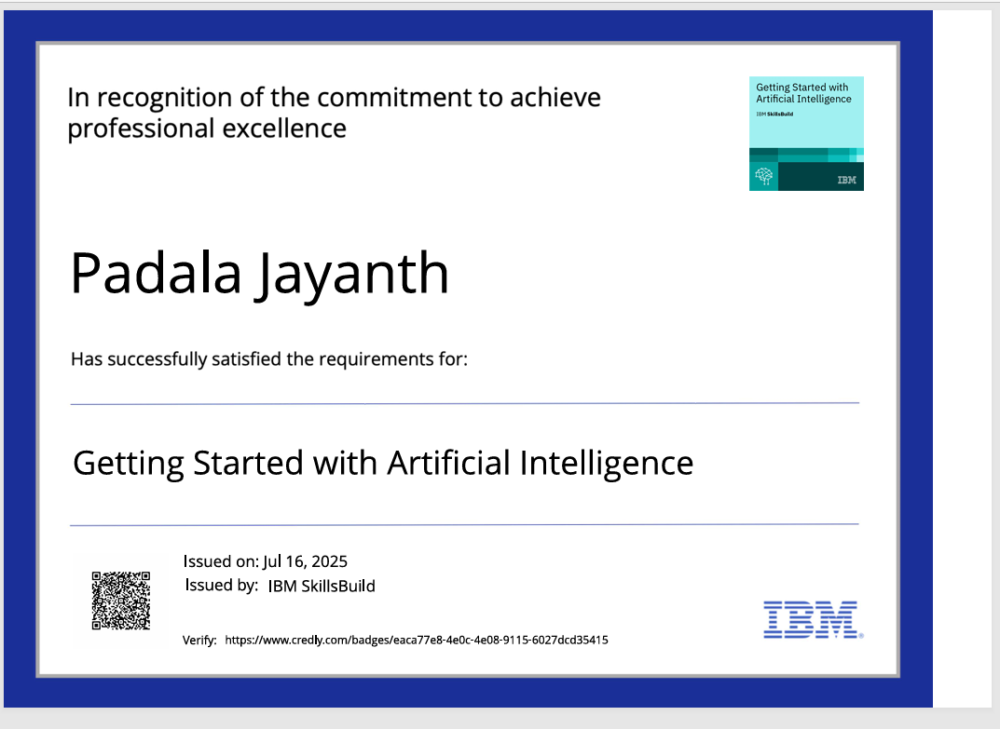 In recognition of the commitment to achieve
professional excellence
Getting Started with
Artificial Intelligence
IBM SkillsBuild
IBM
Padala Jayanth
Has successfully satisfied the requirements for:
Getting Started with Artificial Intelligence
Issued on: Jul 16, 2025
Issued by: IBM SkillsBuild
Verify: https://www.credly.com/badges/eaca77e8-4e0c-4e08-9115-6027dcd35415
IBM®